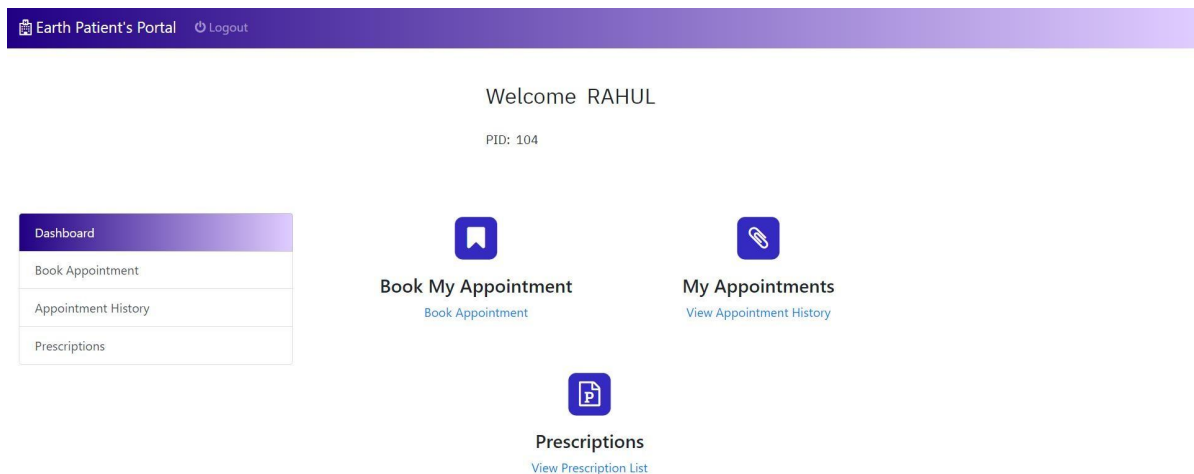 Earth Patient's Portal Logout
Welcome RAHUL
PID: 104
Dashboard
Book Appointment
Appointment History
Prescriptions
Book My Appointment
Book Appointment
My Appointments
View Appointment History
P
Prescriptions
View Prescription List